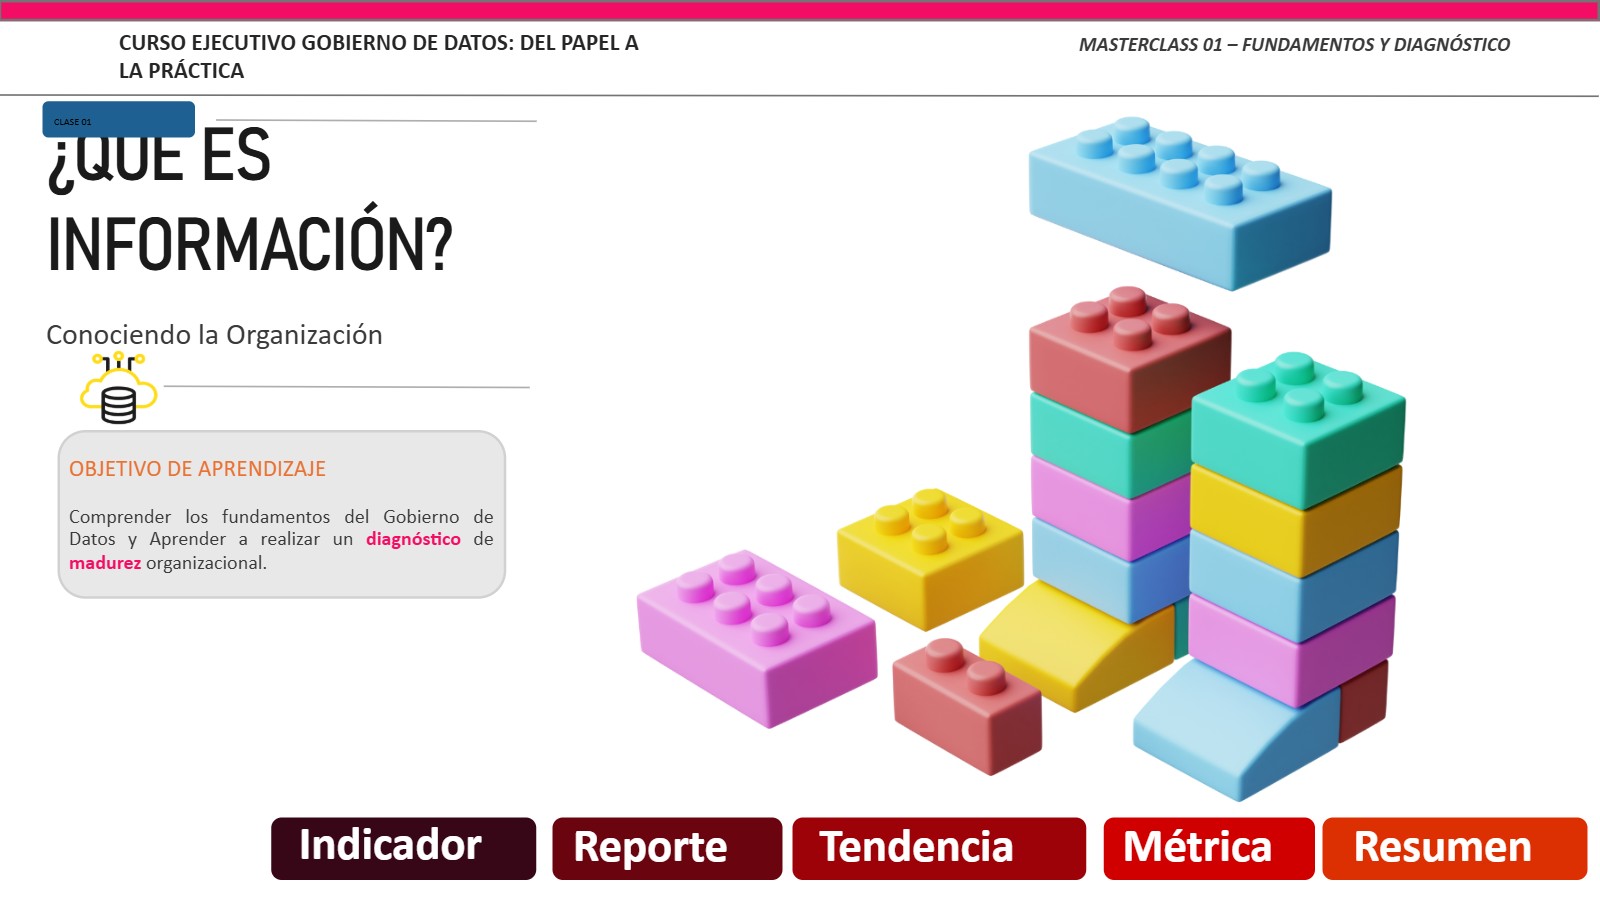 CURSO EJECUTIVO GOBIERNO DE DATOS: DEL PAPEL A
LA PRÁCTICA
MASTERCLASS 01 – FUNDAMENTOS Y DIAGNÓSTICO
CLASE 01
¿QUE ES
INFORMACIÓN?
Conociendo la Organización
OBJETIVO DE APRENDIZAJE
Comprender los fundamentos del Gobierno de
Datos y Aprender a realizar un diagnóstico de
madurez organizacional.
Indicador
Reporte
Tendencia
Métrica
Resumen